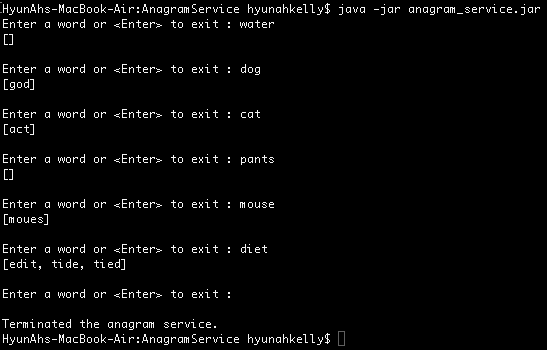 HyunAhs-MacBook-Air:AnagramService hyunahkelly$ java -jar anagram_service.jar
Enter a word or <Enter> to exit : water
[]
Enter a word or <Enter> to exit : dog
[god]
Enter a word or <Enter> to exit : cat
[act]
Enter a word or <Enter> to exit : pants
[]
Enter a word or <Enter> to exit : mouse
[moues]
Enter a word or <Enter> to exit : diet
[edit, tide, tied]
Enter a word or <Enter> to exit :
Terminated the anagram service.
HyunAhs-MacBook-Air:AnagramService hyunahkelly$